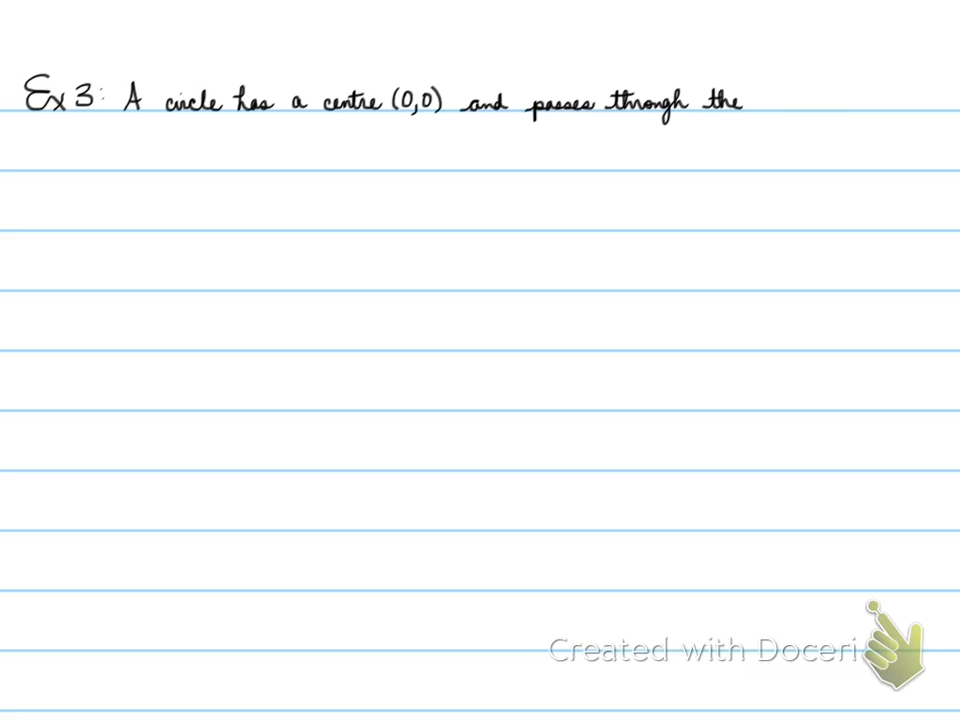 Ex 3: A circle has a centre (0,0) and passes through the
Created with Doceri